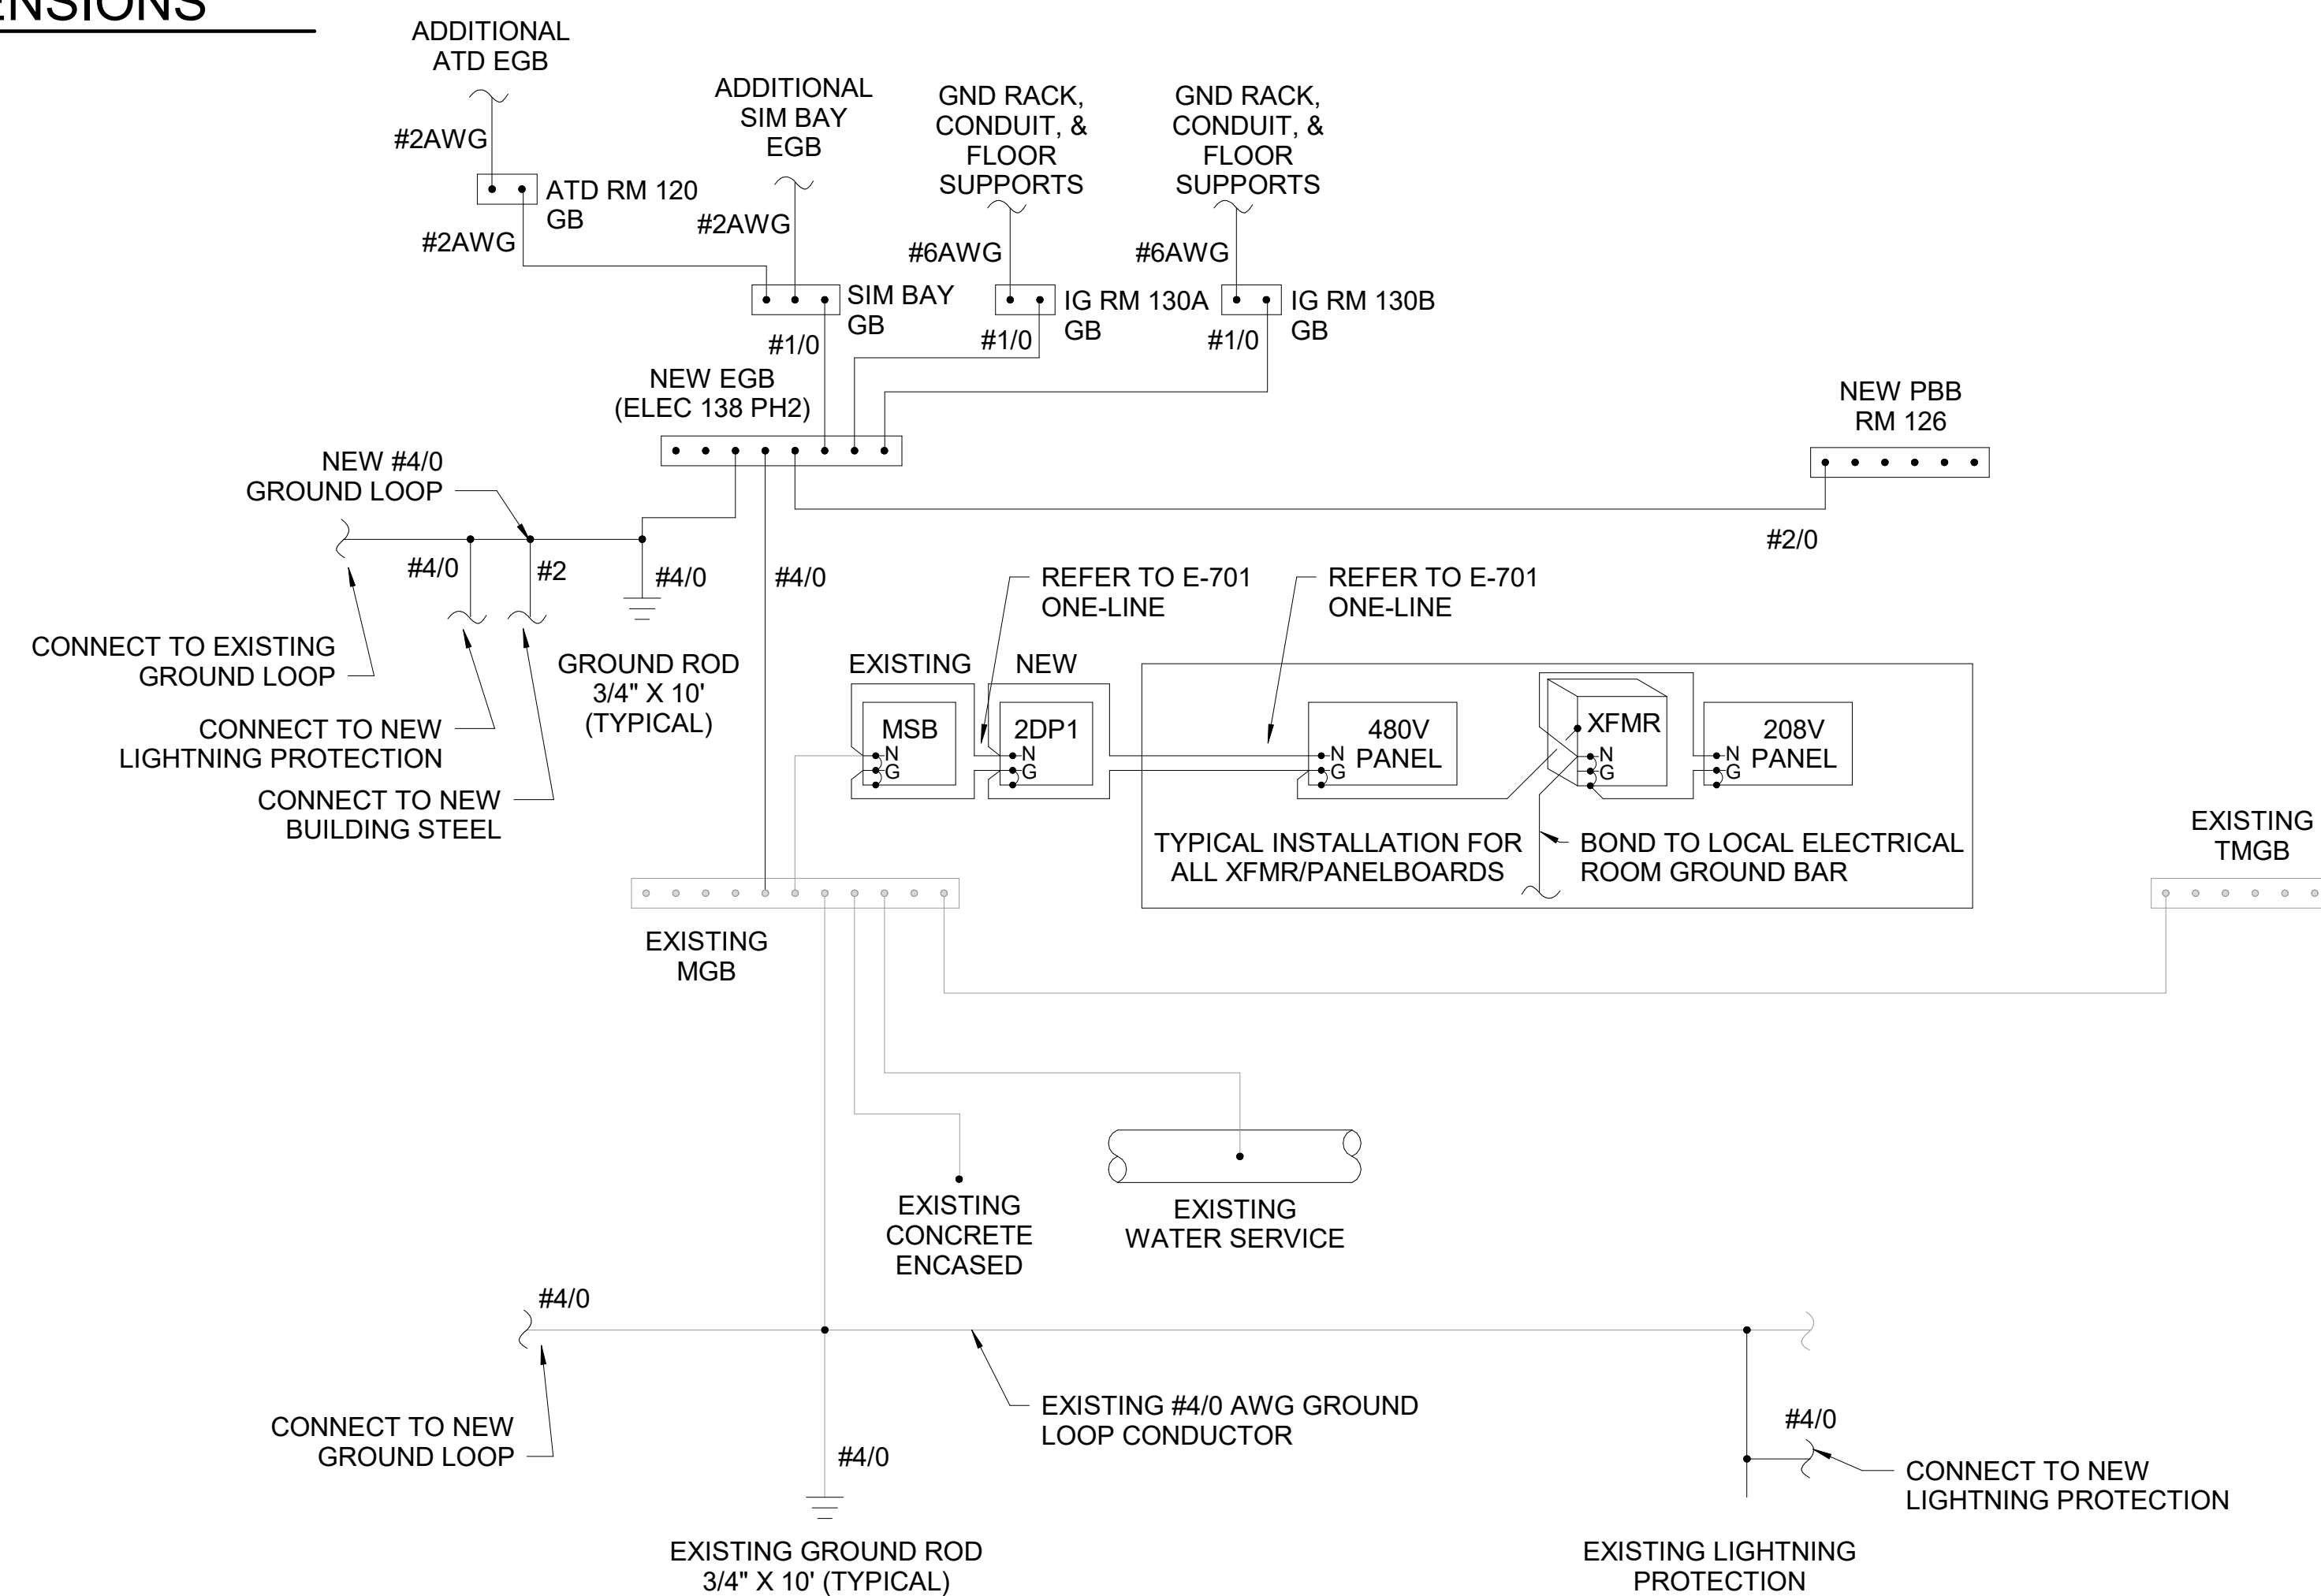 ENSIONS
ADDITIONAL
ATD EGB
ADDITIONAL
SIM BAY
EGB
GND RACK,
CONDUIT, &
FLOOR
SUPPORTS
GND RACK,
CONDUIT, &
FLOOR
SUPPORTS
#2AWG
ATD RM 120
GB
#2AWG
#2AWG
#6AWG
#6AWG
SIM BAY
GB
IG RM 130A
GB
IG RM 130B
GB
#1/0
#1/0
#1/0
NEW EGB
(ELEC 138 PH2)
NEW PBB
RM 126
NEW #4/0
GROUND LOOP
#2/0
#4/0
#2
#4/0
#4/0
REFER TO E-701
ONE-LINE
REFER TO E-701
ONE-LINE
CONNECT TO EXISTING
GROUND LOOP
GROUND ROD
3/4" X 10'
(TYPICAL)
EXISTING
NEW
CONNECT TO NEW
LIGHTNING PROTECTION
CONNECT TO NEW
BUILDING STEEL
MSB
N
G
2DP1
N
G
480V
PANEL
N
G
XFMR
N
G
208V
PANEL
N
G
TYPICAL INSTALLATION FOR
ALL XFMR/PANELBOARDS
BOND TO LOCAL ELECTRICAL
ROOM GROUND BAR
EXISTING
TMGB
EXISTING
MGB
EXISTING
CONCRETE
ENCASED
EXISTING
WATER SERVICE
#4/0
CONNECT TO NEW
GROUND LOOP
EXISTING #4/0 AWG GROUND
LOOP CONDUCTOR
#4/0
#4/0
CONNECT TO NEW
LIGHTNING PROTECTION
EXISTING GROUND ROD
3/4" X 10' (TYPICAL)
EXISTING LIGHTNING
PROTECTION